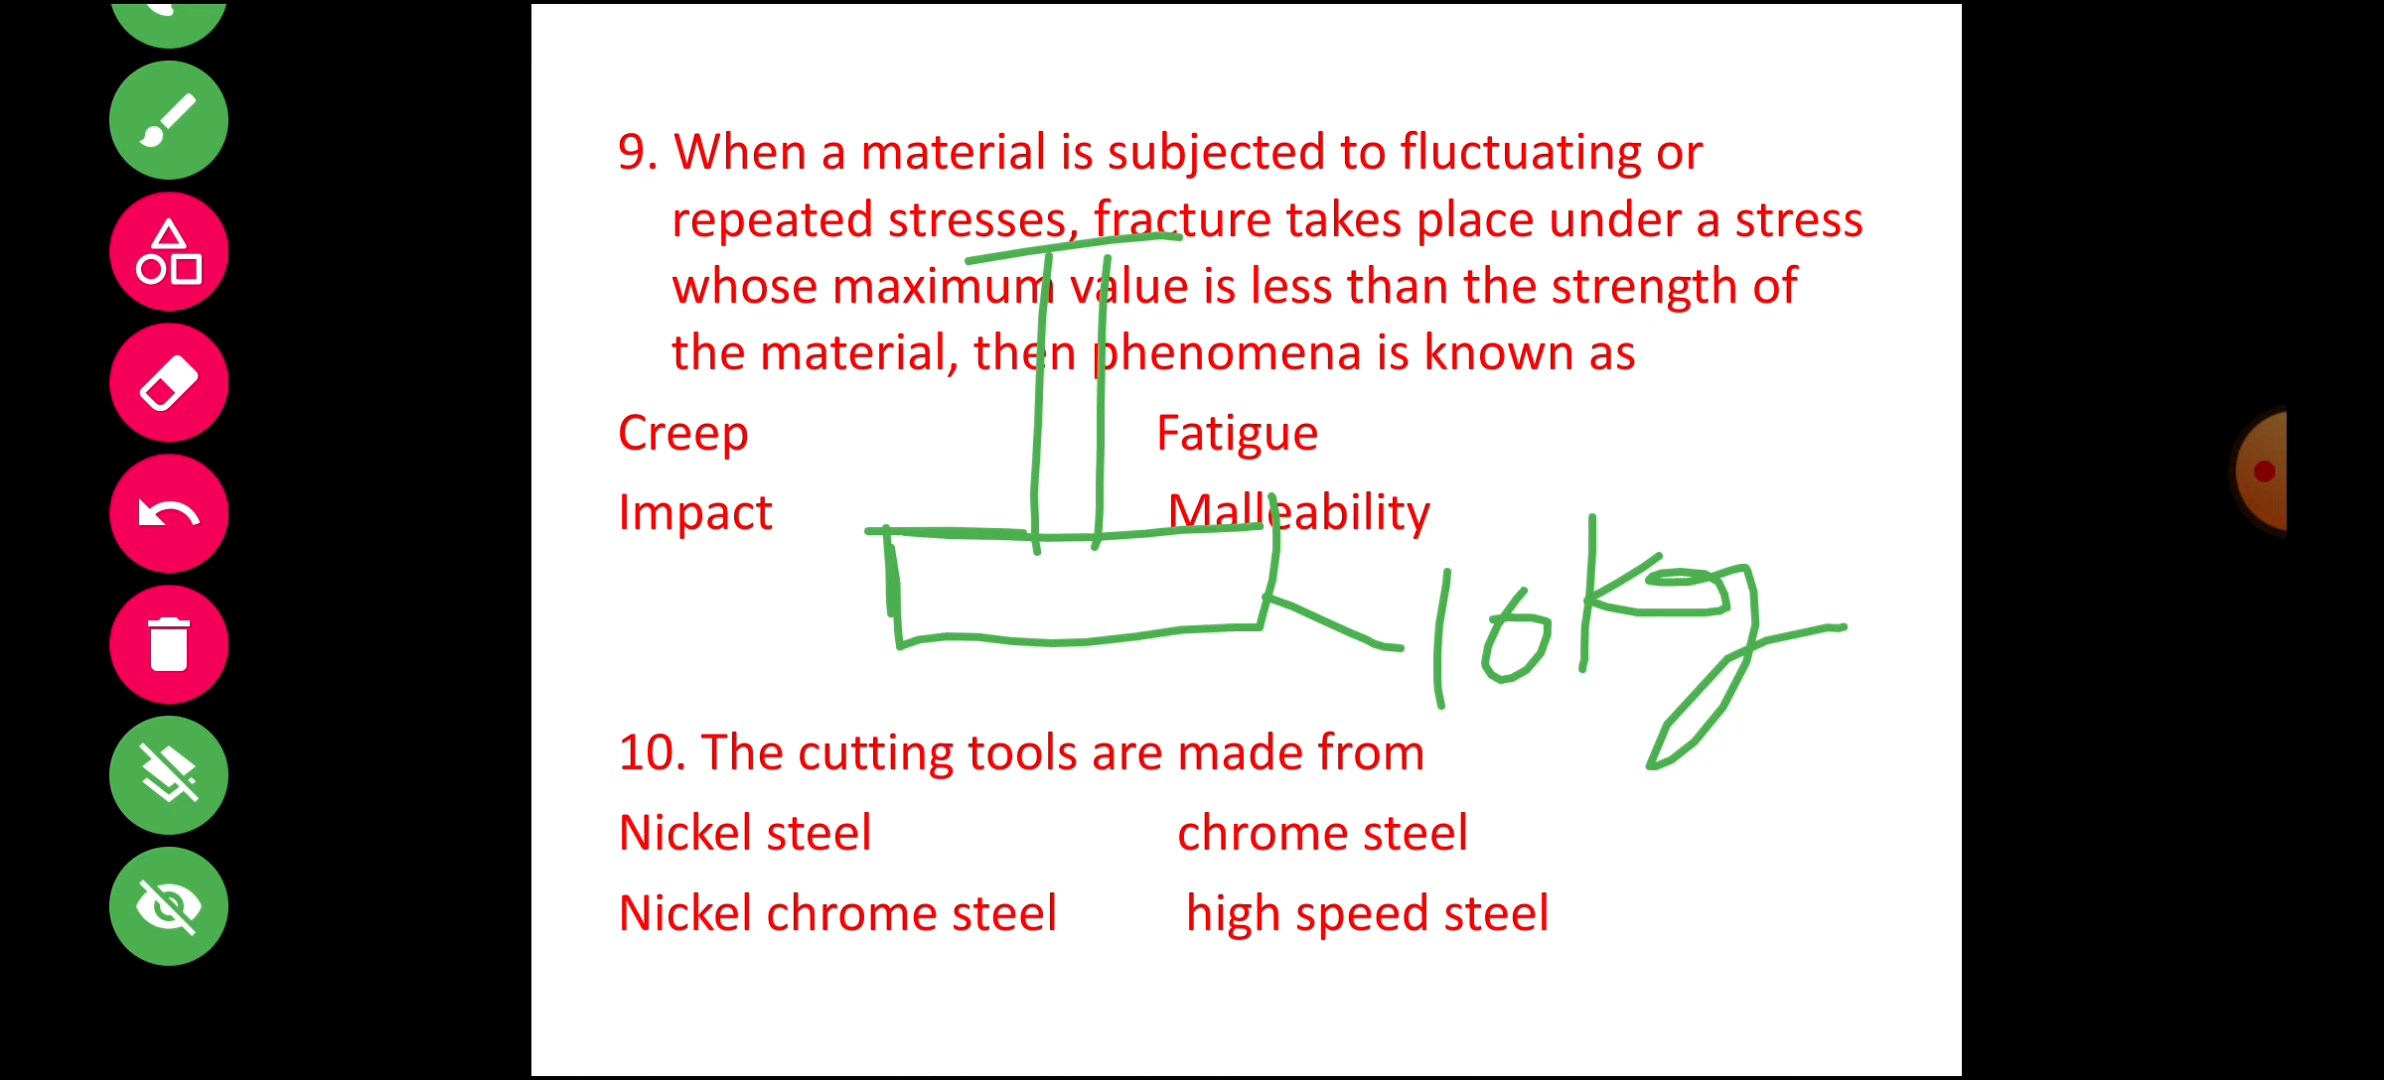 9. When a material is subjected to fluctuating or
repeated stresses, fracture takes place under a stress
whose maximum value is less than the strength of
the material, then phenomena is known as
Creep Fatigue
Impact Malleability
10kg
10. The cutting tools are made from
Nickel steel chrome steel
Nickel chrome steel high speed steel